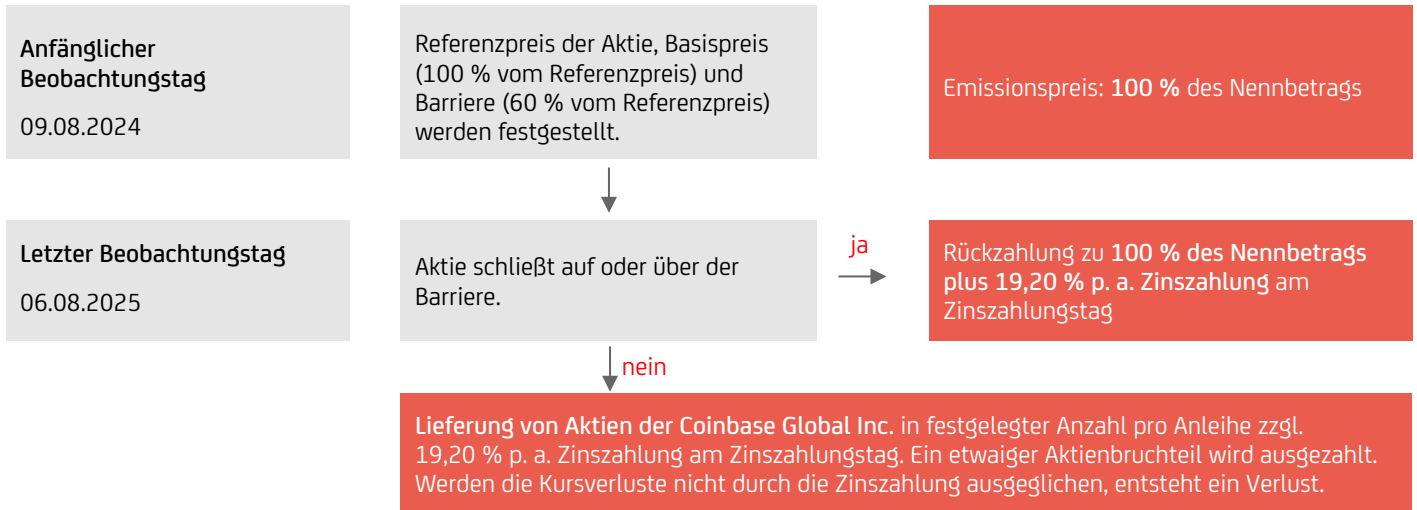 Anfänglicher
Beobachtungstag
09.08.2024
Referenzpreis der Aktie, Basispreis
(100 % vom Referenzpreis) und
Barriere (60 % vom Referenzpreis)
werden festgestellt.
Emissionspreis: 100 % des Nennbetrags
Letzter Beobachtungstag
06.08.2025
Aktie schließt auf oder über der
Barriere.
ja
Rückzahlung zu 100 % des Nennbetrags
plus 19,20 % p. a. Zinszahlung am
Zinszahlungstag
nein
Lieferung von Aktien der Coinbase Global Inc. in festgelegter Anzahl pro Anleihe zzgl.
19,20 % p. a. Zinszahlung am Zinszahlungstag. Ein etwaiger Aktienbruchteil wird ausgezahlt.
Werden die Kursverluste nicht durch die Zinszahlung ausgeglichen, entsteht ein Verlust.